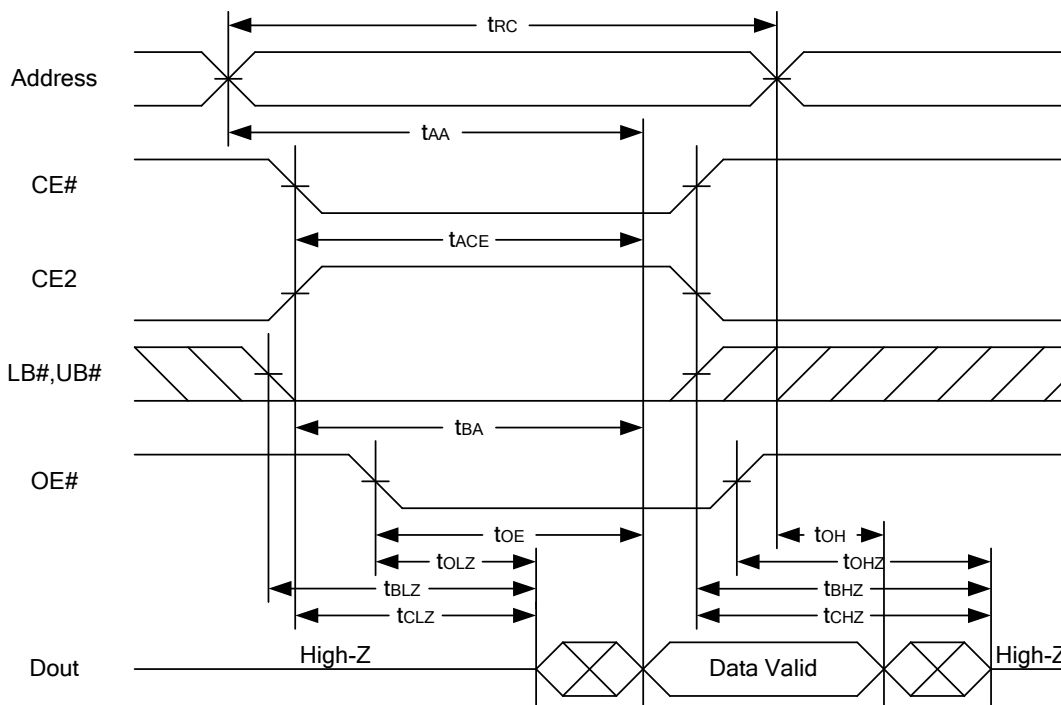 tRC
Address
tAA
CE#
tACE
CE2
LB#,UB#
tBA
OE#
tOE
tOH
tOLZ
tOHZ
tBLZ
tBHZ
tCLZ
tCHZ
Dout
High-Z
Data Valid
High-Z